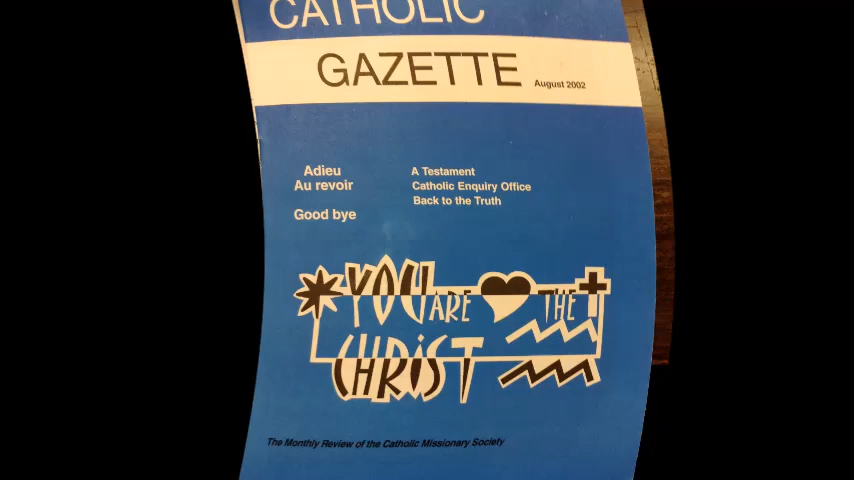 CATHOLIC
GAZETTE August 2002
Adieu
Au revoir
Good bye
A Testament
Catholic Enquiry Office
Back to the Truth
YOU ARE THE
CHRIST
The Monthly Review of the Catholic Missionary Society